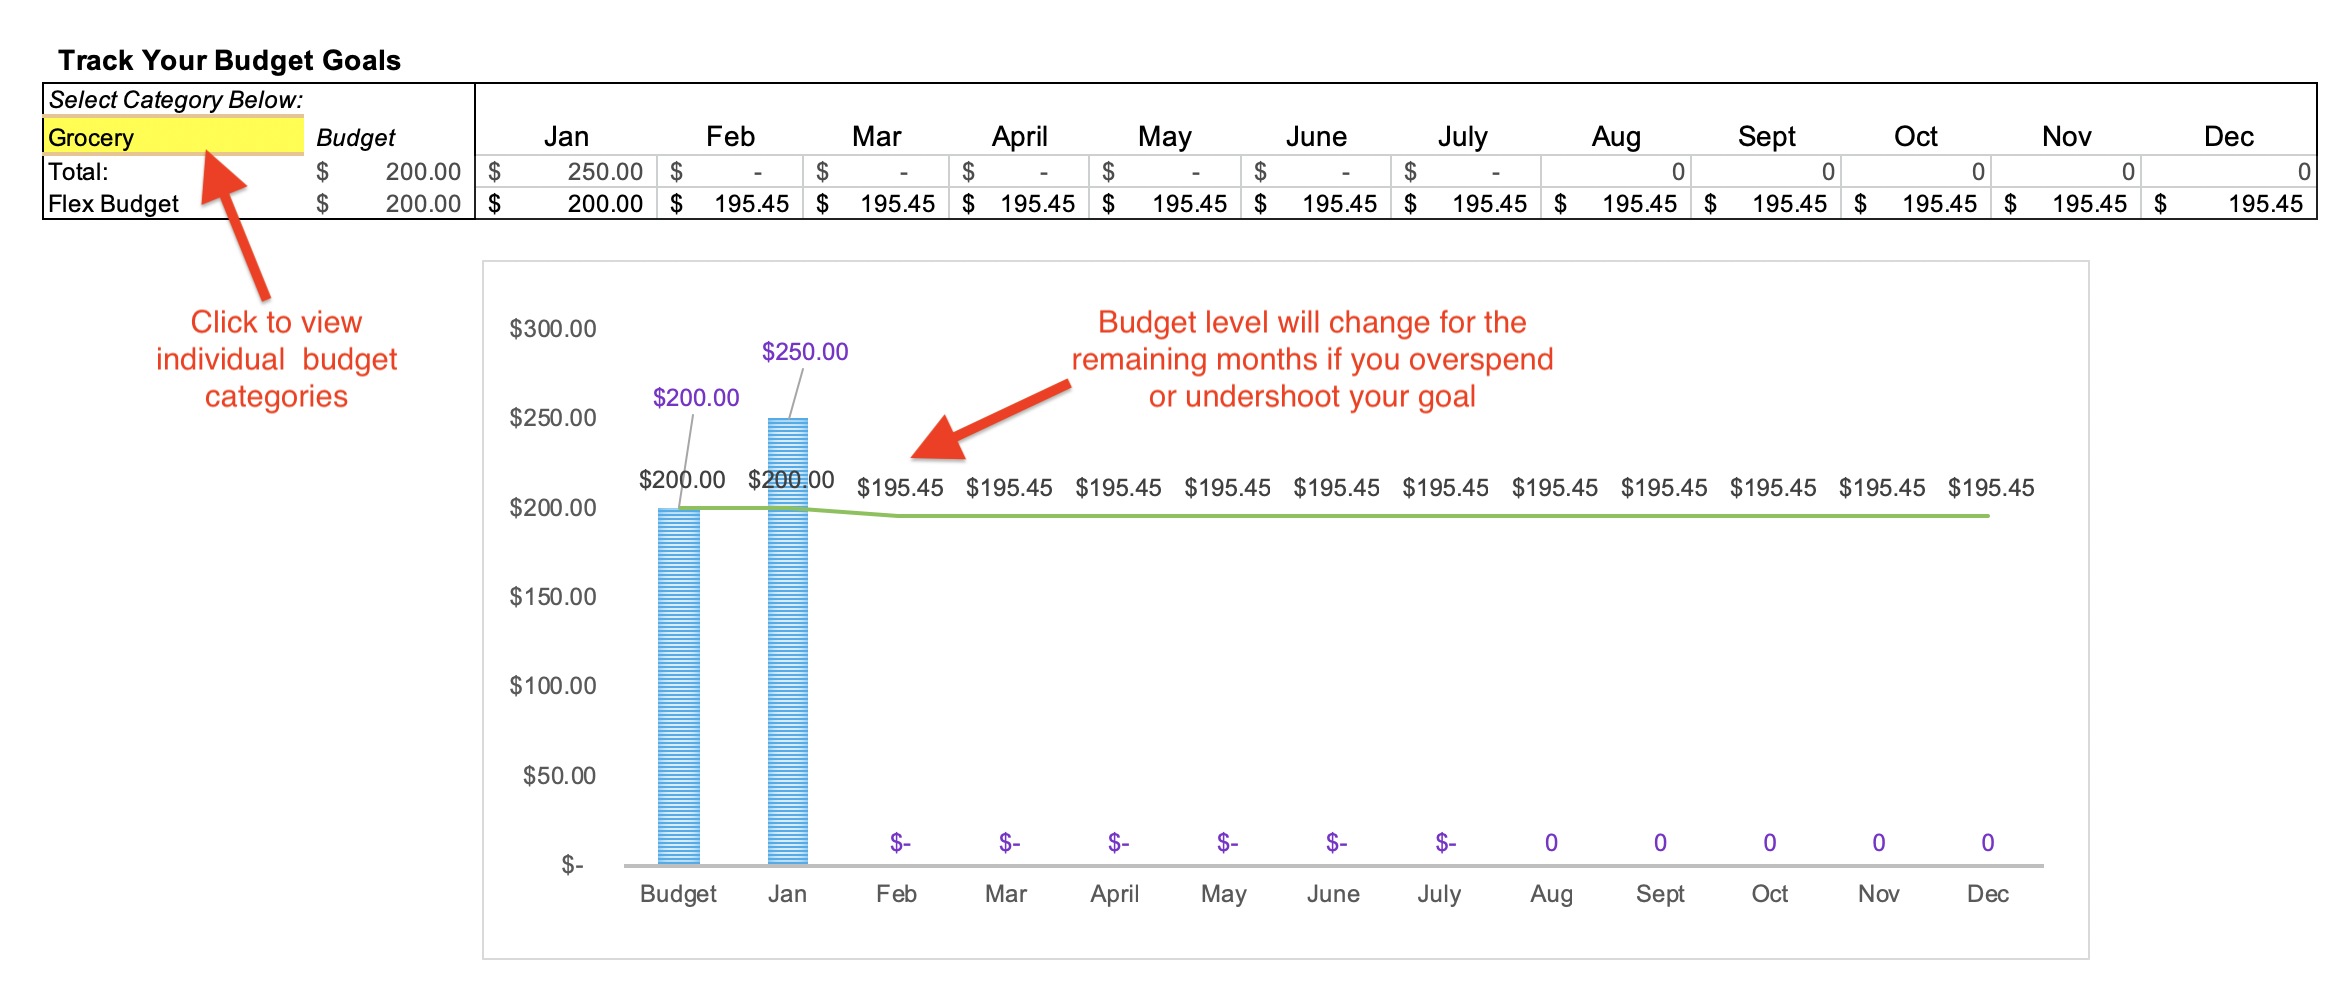 Track Your Budget Goals
Select Category Below:
Grocery Budget Jan Feb Mar April May June July Aug Sept Oct Nov Dec
Total: $ 200.00 $ 250.00 $ - $ - $ - $ - $ - $ - 0 0 0 0 0
Flex Budget $ 200.00 $ 200.00 $ 195.45 $ 195.45 $ 195.45 $ 195.45 $ 195.45 $ 195.45 $ 195.45 $ 195.45 $ 195.45 $ 195.45 $ 195.45
Click to view
individual budget
categories
Budget level will change for the
remaining months if you overspend
or undershoot your goal
$300.00
$250.00
$200.00
$250.00
$200.00 $200.00 $195.45 $195.45 $195.45 $195.45 $195.45 $195.45 $195.45 $195.45 $195.45 $195.45 $195.45
$200.00
$150.00
$100.00
$50.00
$- $- $- $- $- $- 0 0 0 0 0
$-
Budget Jan Feb Mar April May June July Aug Sept Oct Nov Dec